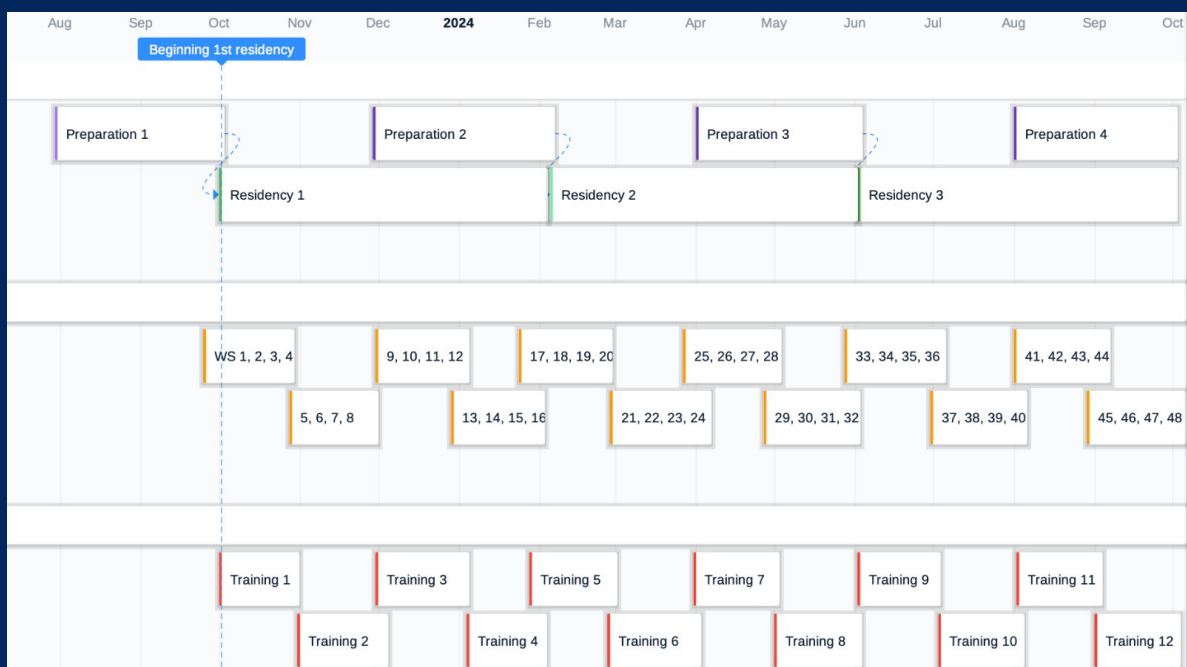 Aug Sep Oct Nov Dec 2024 Feb Mar Apr May Jun Jul Aug Sep Oct
Beginning 1st residency
Preparation 1 Preparation 2 Preparation 3 Preparation 4
Residency 1 Residency 2 Residency 3
WS 1, 2, 3, 4 9, 10, 11, 12 17, 18, 19, 20 25, 26, 27, 28 33, 34, 35, 36 41, 42, 43, 44
5, 6, 7, 8 13, 14, 15, 16 21, 22, 23, 24 29, 30, 31, 32 37, 38, 39, 40 45, 46, 47, 48
Training 1 Training 3 Training 5 Training 7 Training 9 Training 11
Training 2 Training 4 Training 6 Training 8 Training 10 Training 12